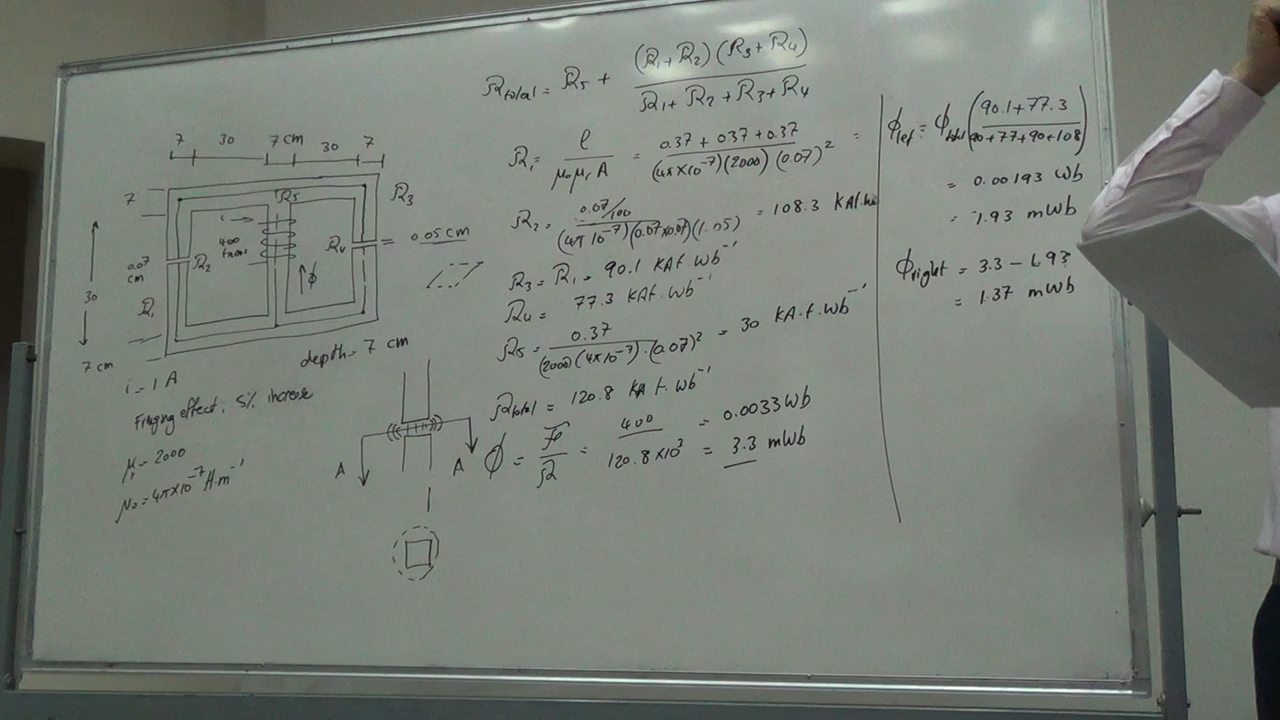 7 30 7 cm 30 7
7
R5
R3
i →
400
turns
R2
R4
= 0.05 cm
0.07
cm
↑ ϕ
30
R1
7 cm
depth = 7 cm
i = 1 A
Fringing effect, 5% increase
μr = 2000
μ0 = 4π×10⁻⁷ H.m⁻¹
A A
ℛtotal = ℛ5 + (ℛ1 + ℛ2)(ℛ3 + ℛ4) / ℛ1 + ℛ2 + ℛ3 + ℛ4
ℛ1 = l / μ0 μr A = 0.37 + 0.37 + 0.37 / (4π×10⁻⁷)(2000)(0.07)² =
ℛ2 = 0.07/100 / (4π 10⁻⁷)(0.07×0.07)(1.05) = 108.3 KAt.
ℛ3 = ℛ1 = 90.1 KAt.Wb⁻¹
ℛ4 = 77.3 KAt.Wb⁻¹
ℛ5 = 0.37 / (2000)(4π×10⁻⁷).(0.07)² = 30 KA.t.Wb⁻¹
ℛtotal = 120.8 KAt.Wb⁻¹
ϕ = ℱ / ℛ = 400 / 120.8×10³ = 0.0033 Wb
= 3.3 mWb
ϕlef = ϕtotal (90.1 + 77.3 / 90+77+90+108)
= 0.00193 Wb
= 1.93 mWb
ϕright = 3.3 - 1.93
= 1.37 mWb